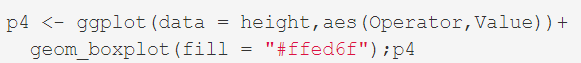 p4 <- ggplot(data = height,aes(Operator,Value))+
geom_boxplot(fill = "#ffed6f");p4